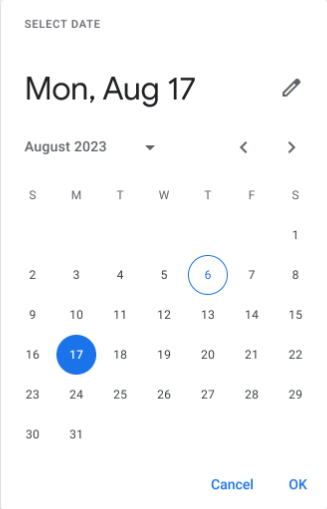 SELECT DATE
Mon, Aug 17
August 2023
S M T W T F S
1
2 3 4 5 6 7 8
9 10 11 12 13 14 15
16 17 18 19 20 21 22
23 24 25 26 27 28 29
30 31
Cancel OK